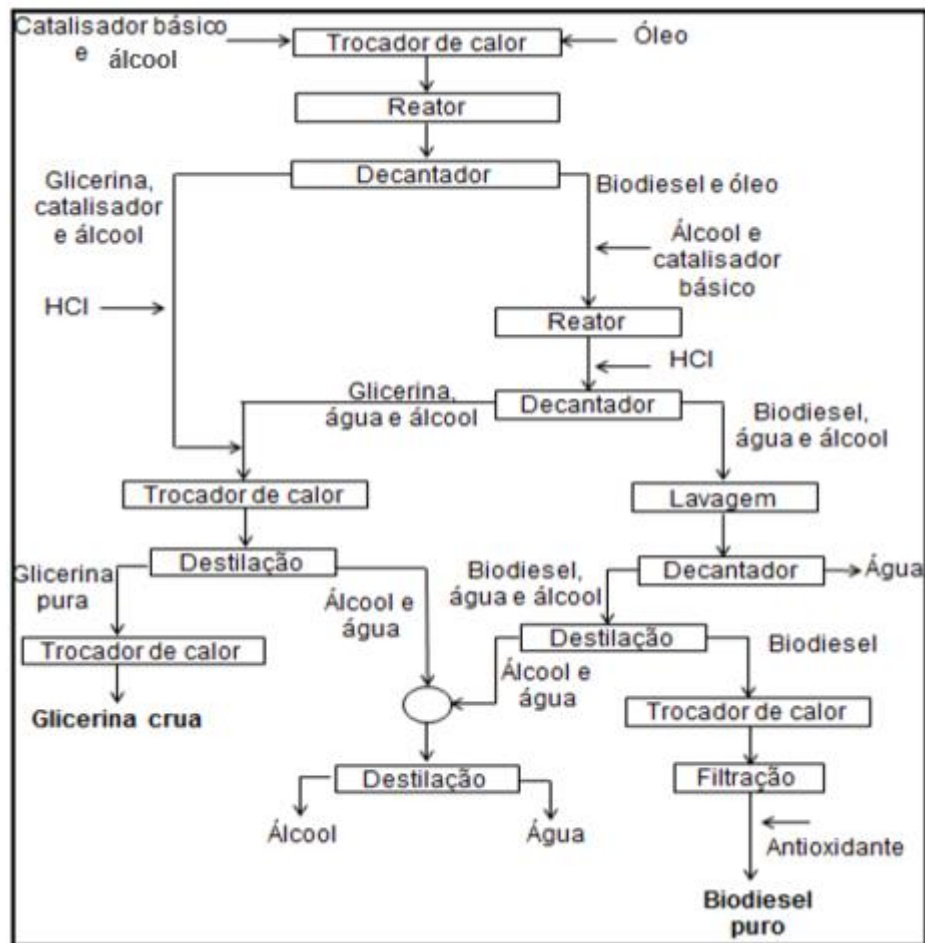 Catalisador básico
e álcool
Trocador de calor
Óleo
Reator
Decantador
Glicerina,
catalisador
e álcool
Biodiesel e óleo
Álcool e
catalisador
básico
HCl
Reator
HCl
Glicerina,
água e álcool
Decantador
Biodiesel,
água e álcool
Trocador de calor
Lavagem
Destilação
Glicerina
pura
Álcool e
água
Biodiesel,
água e álcool
Decantador
Água
Trocador de calor
Destilação
Biodiesel
Álcool e
água
Glicerina crua
Trocador de calor
Destilação
Filtração
Álcool
Água
Antioxidante
Biodiesel
puro